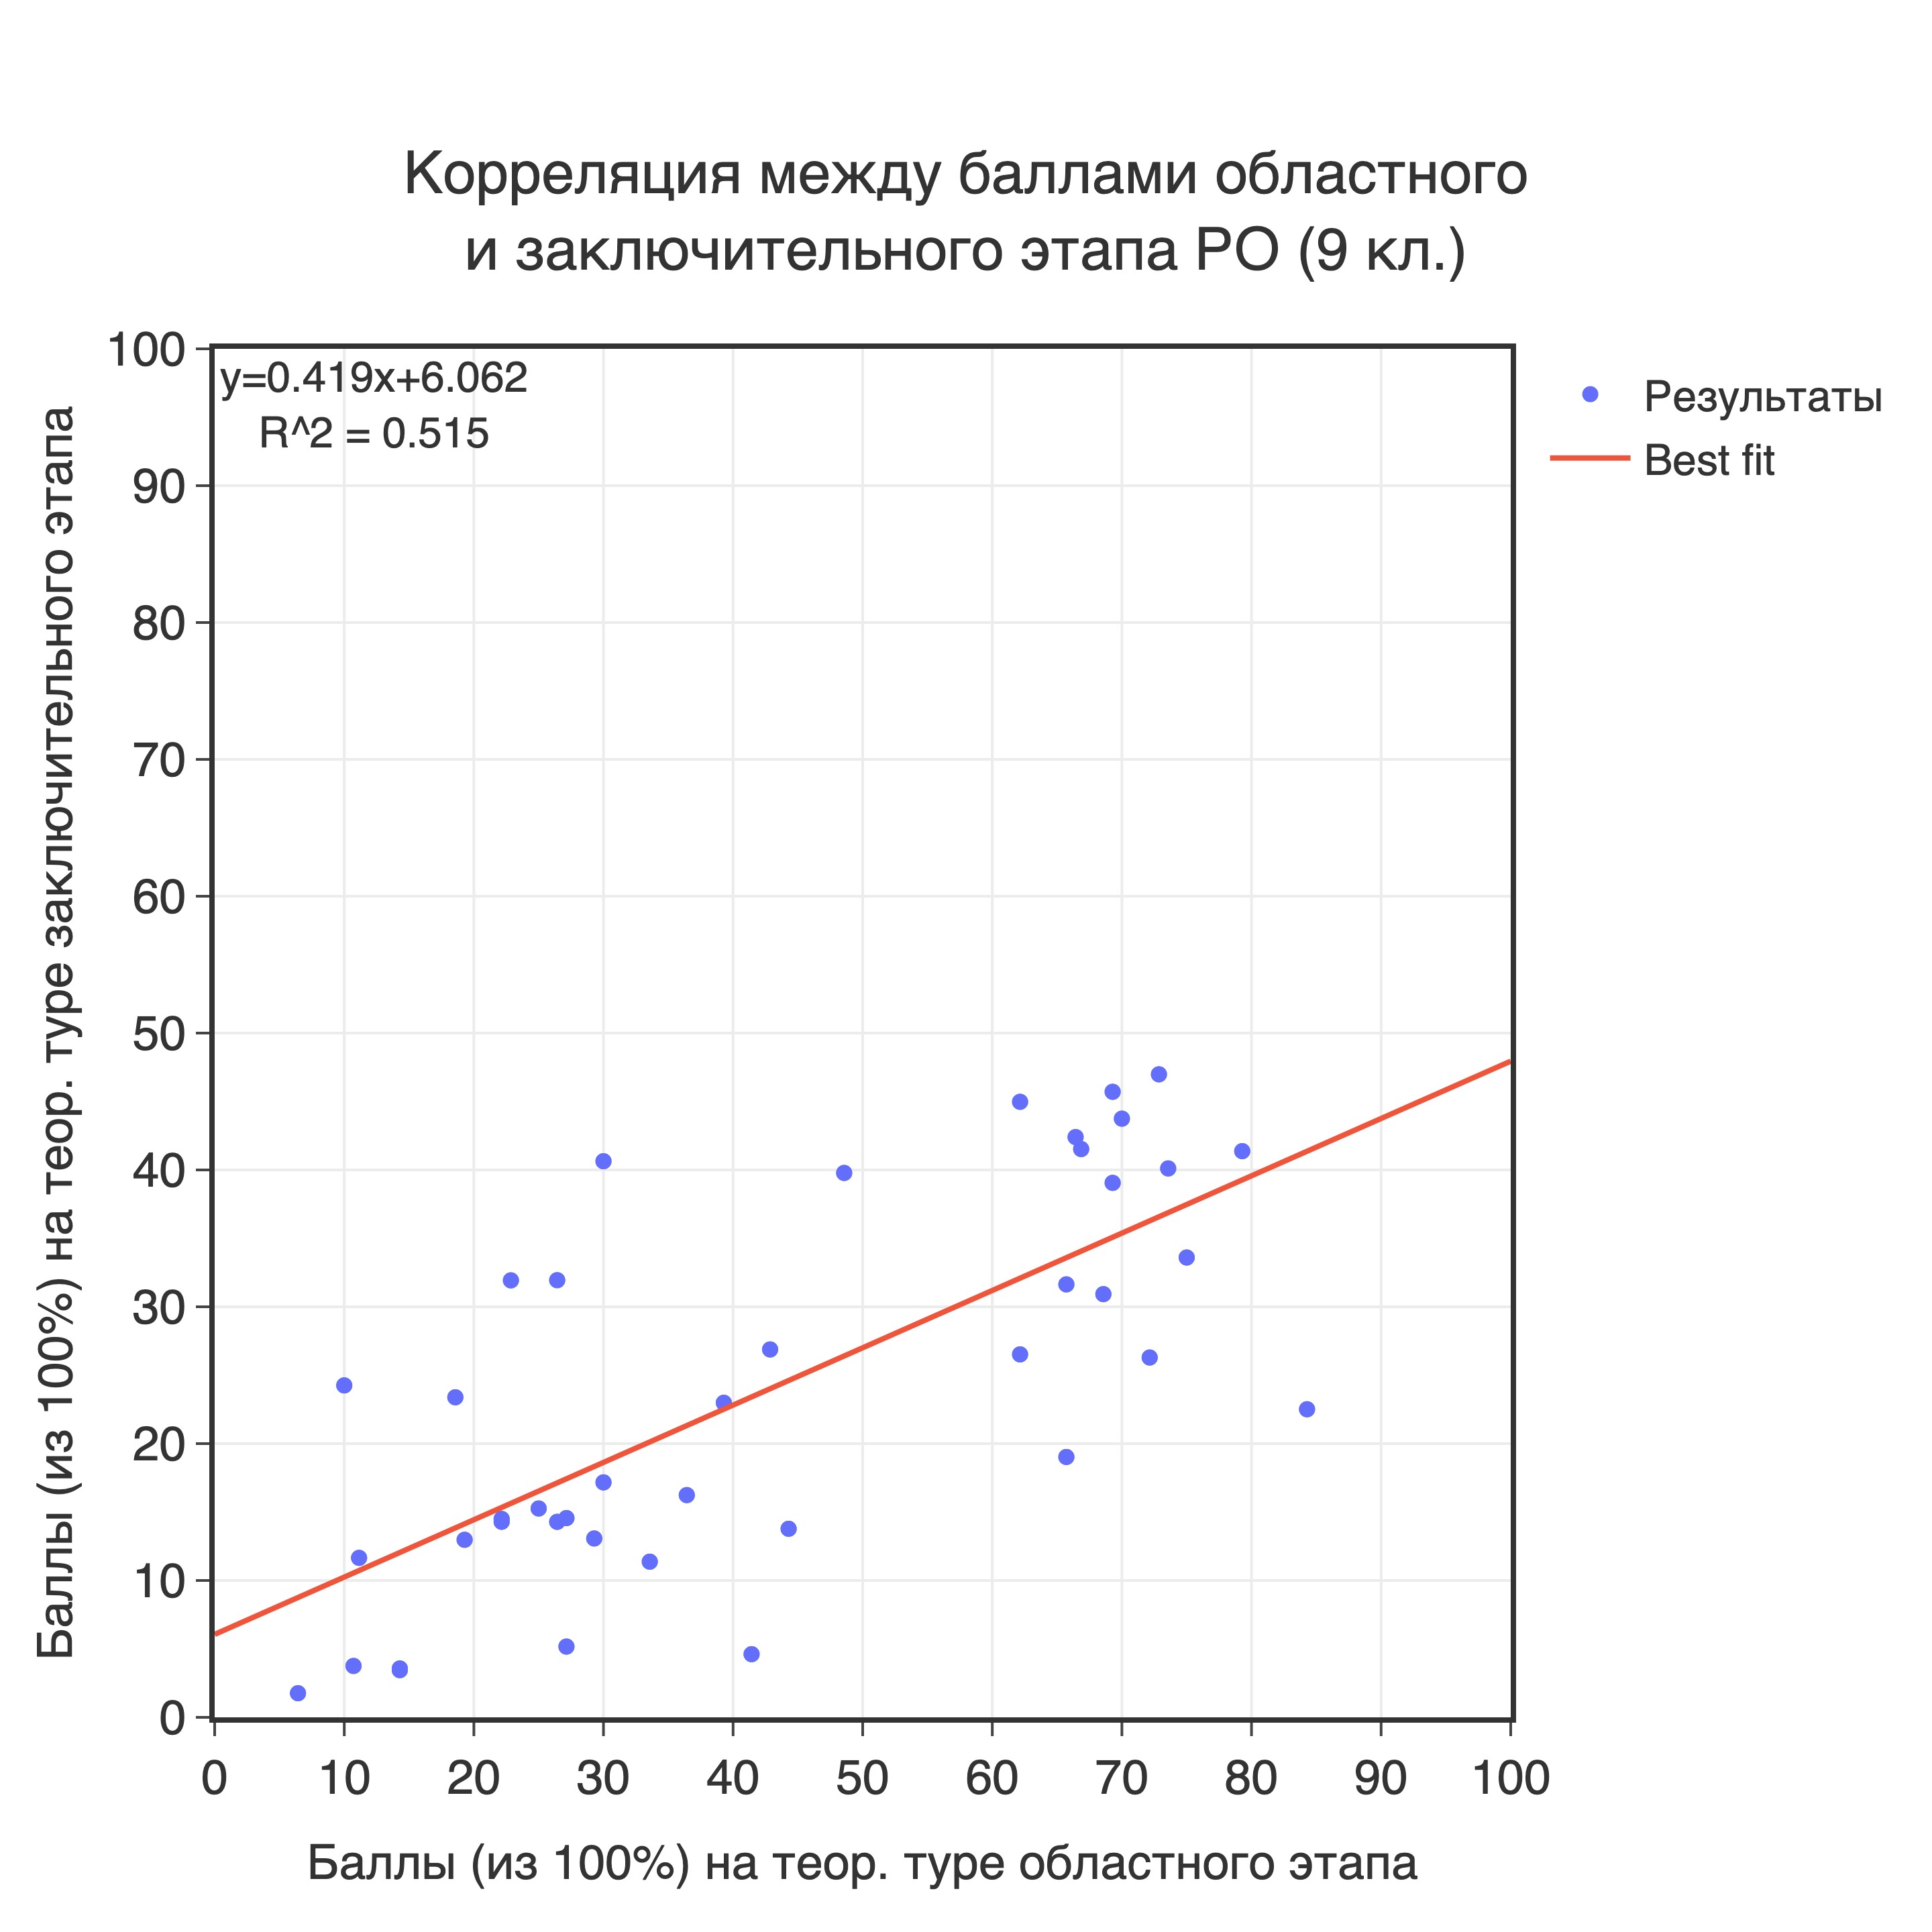 Корреляция между баллами областного
и заключительного этапа РО (9 кл.)
y=0.419x+6.062
R^2 = 0.515
Результаты
Best fit
Баллы (из 100%) на теор. туре заключительного этапа
100
90
80
70
60
50
40
30
20
10
0
0 10 20 30 40 50 60 70 80 90 100
Баллы (из 100%) на теор. туре областного этапа